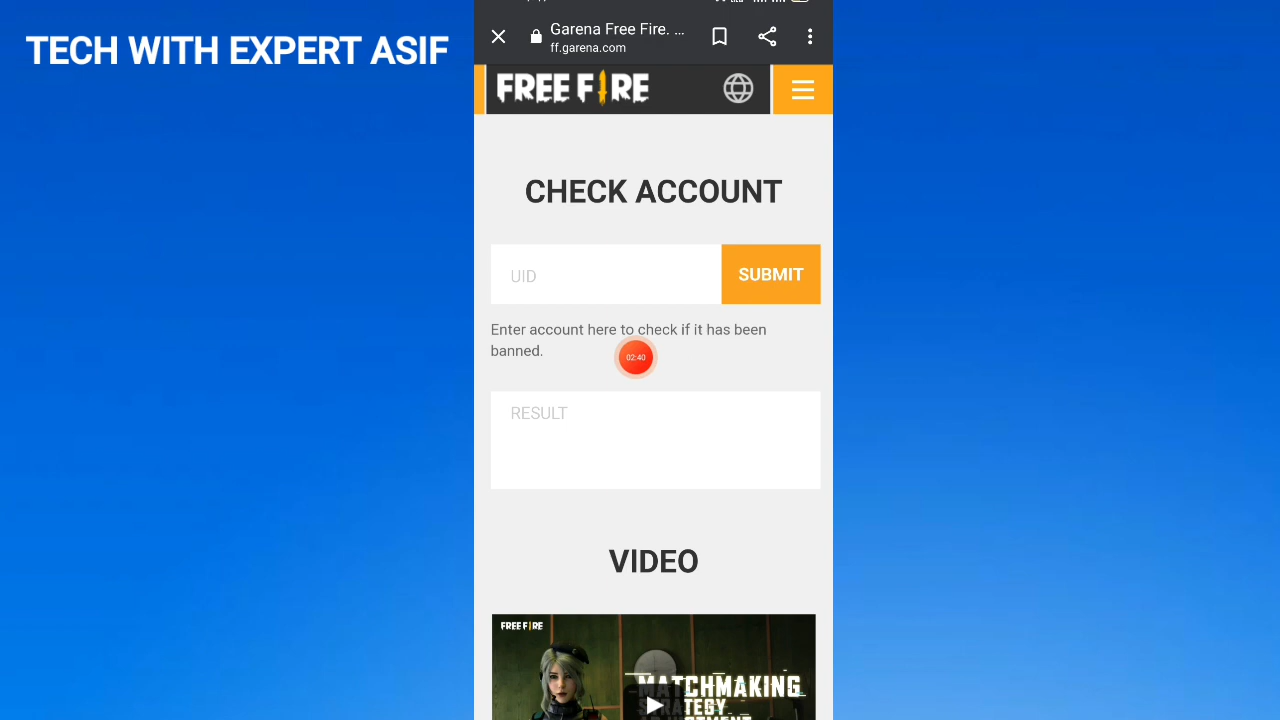 TECH WITH EXPERT ASIF
Garena Free Fire. ...
ff.garena.com
FREE FIRE
CHECK ACCOUNT
UID
SUBMIT
Enter account here to check if it has been
banned.
02:40
RESULT
VIDEO
FREE FIRE
MATCHMAKING
STRATEGY